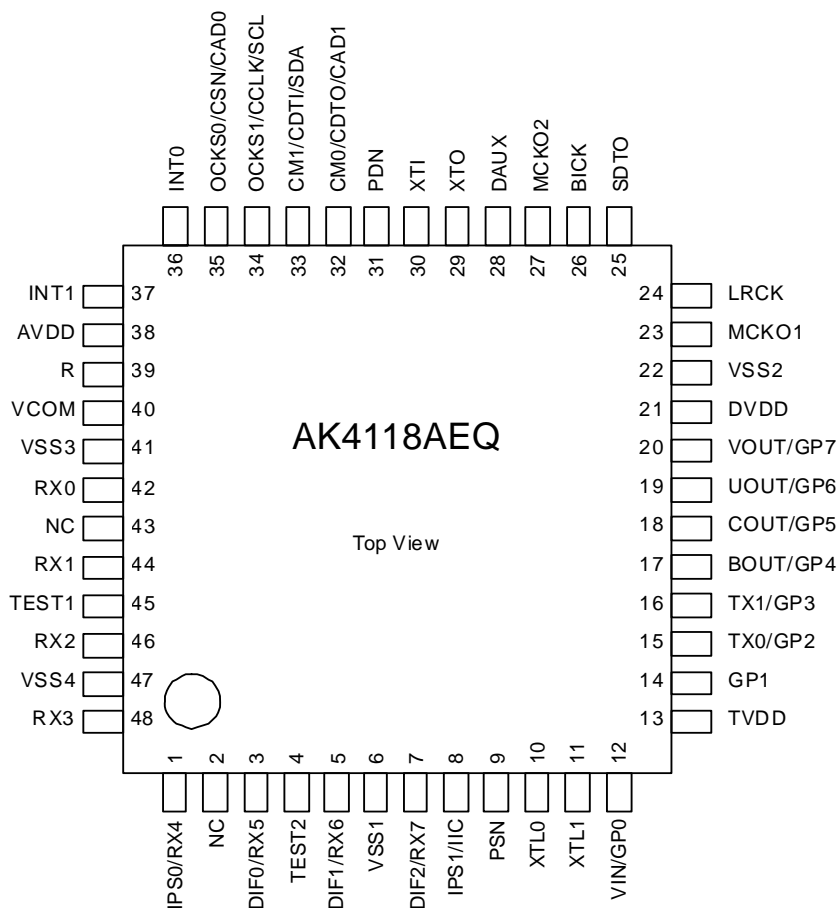 INT0
OCKS0/CSN/CAD0
OCKS1/CCLK/SCL
CM1/CDTI/SDA
CM0/CDTO/CAD1
PDN
XTI
XTO
DAUX
MCKO2
BICK
SDTO
36
35
34
33
32
31
30
29
28
27
26
25
INT1 37
AVDD 38
R 39
VCOM 40
VSS3 41
RX0 42
NC 43
RX1 44
TEST1 45
RX2 46
VSS4 47
RX3 48
AK4118AEQ
Top View
24 LRCK
23 MCKO1
22 VSS2
21 DVDD
20 VOUT/GP7
19 UOUT/GP6
18 COUT/GP5
17 BOUT/GP4
16 TX1/GP3
15 TX0/GP2
14 GP1
13 TVDD
1
2
3
4
5
6
7
8
9
10
11
12
IPS0/RX4
NC
DIF0/RX5
TEST2
DIF1/RX6
VSS1
DIF2/RX7
IPS1/IIC
PSN
XTL0
XTL1
VIN/GP0